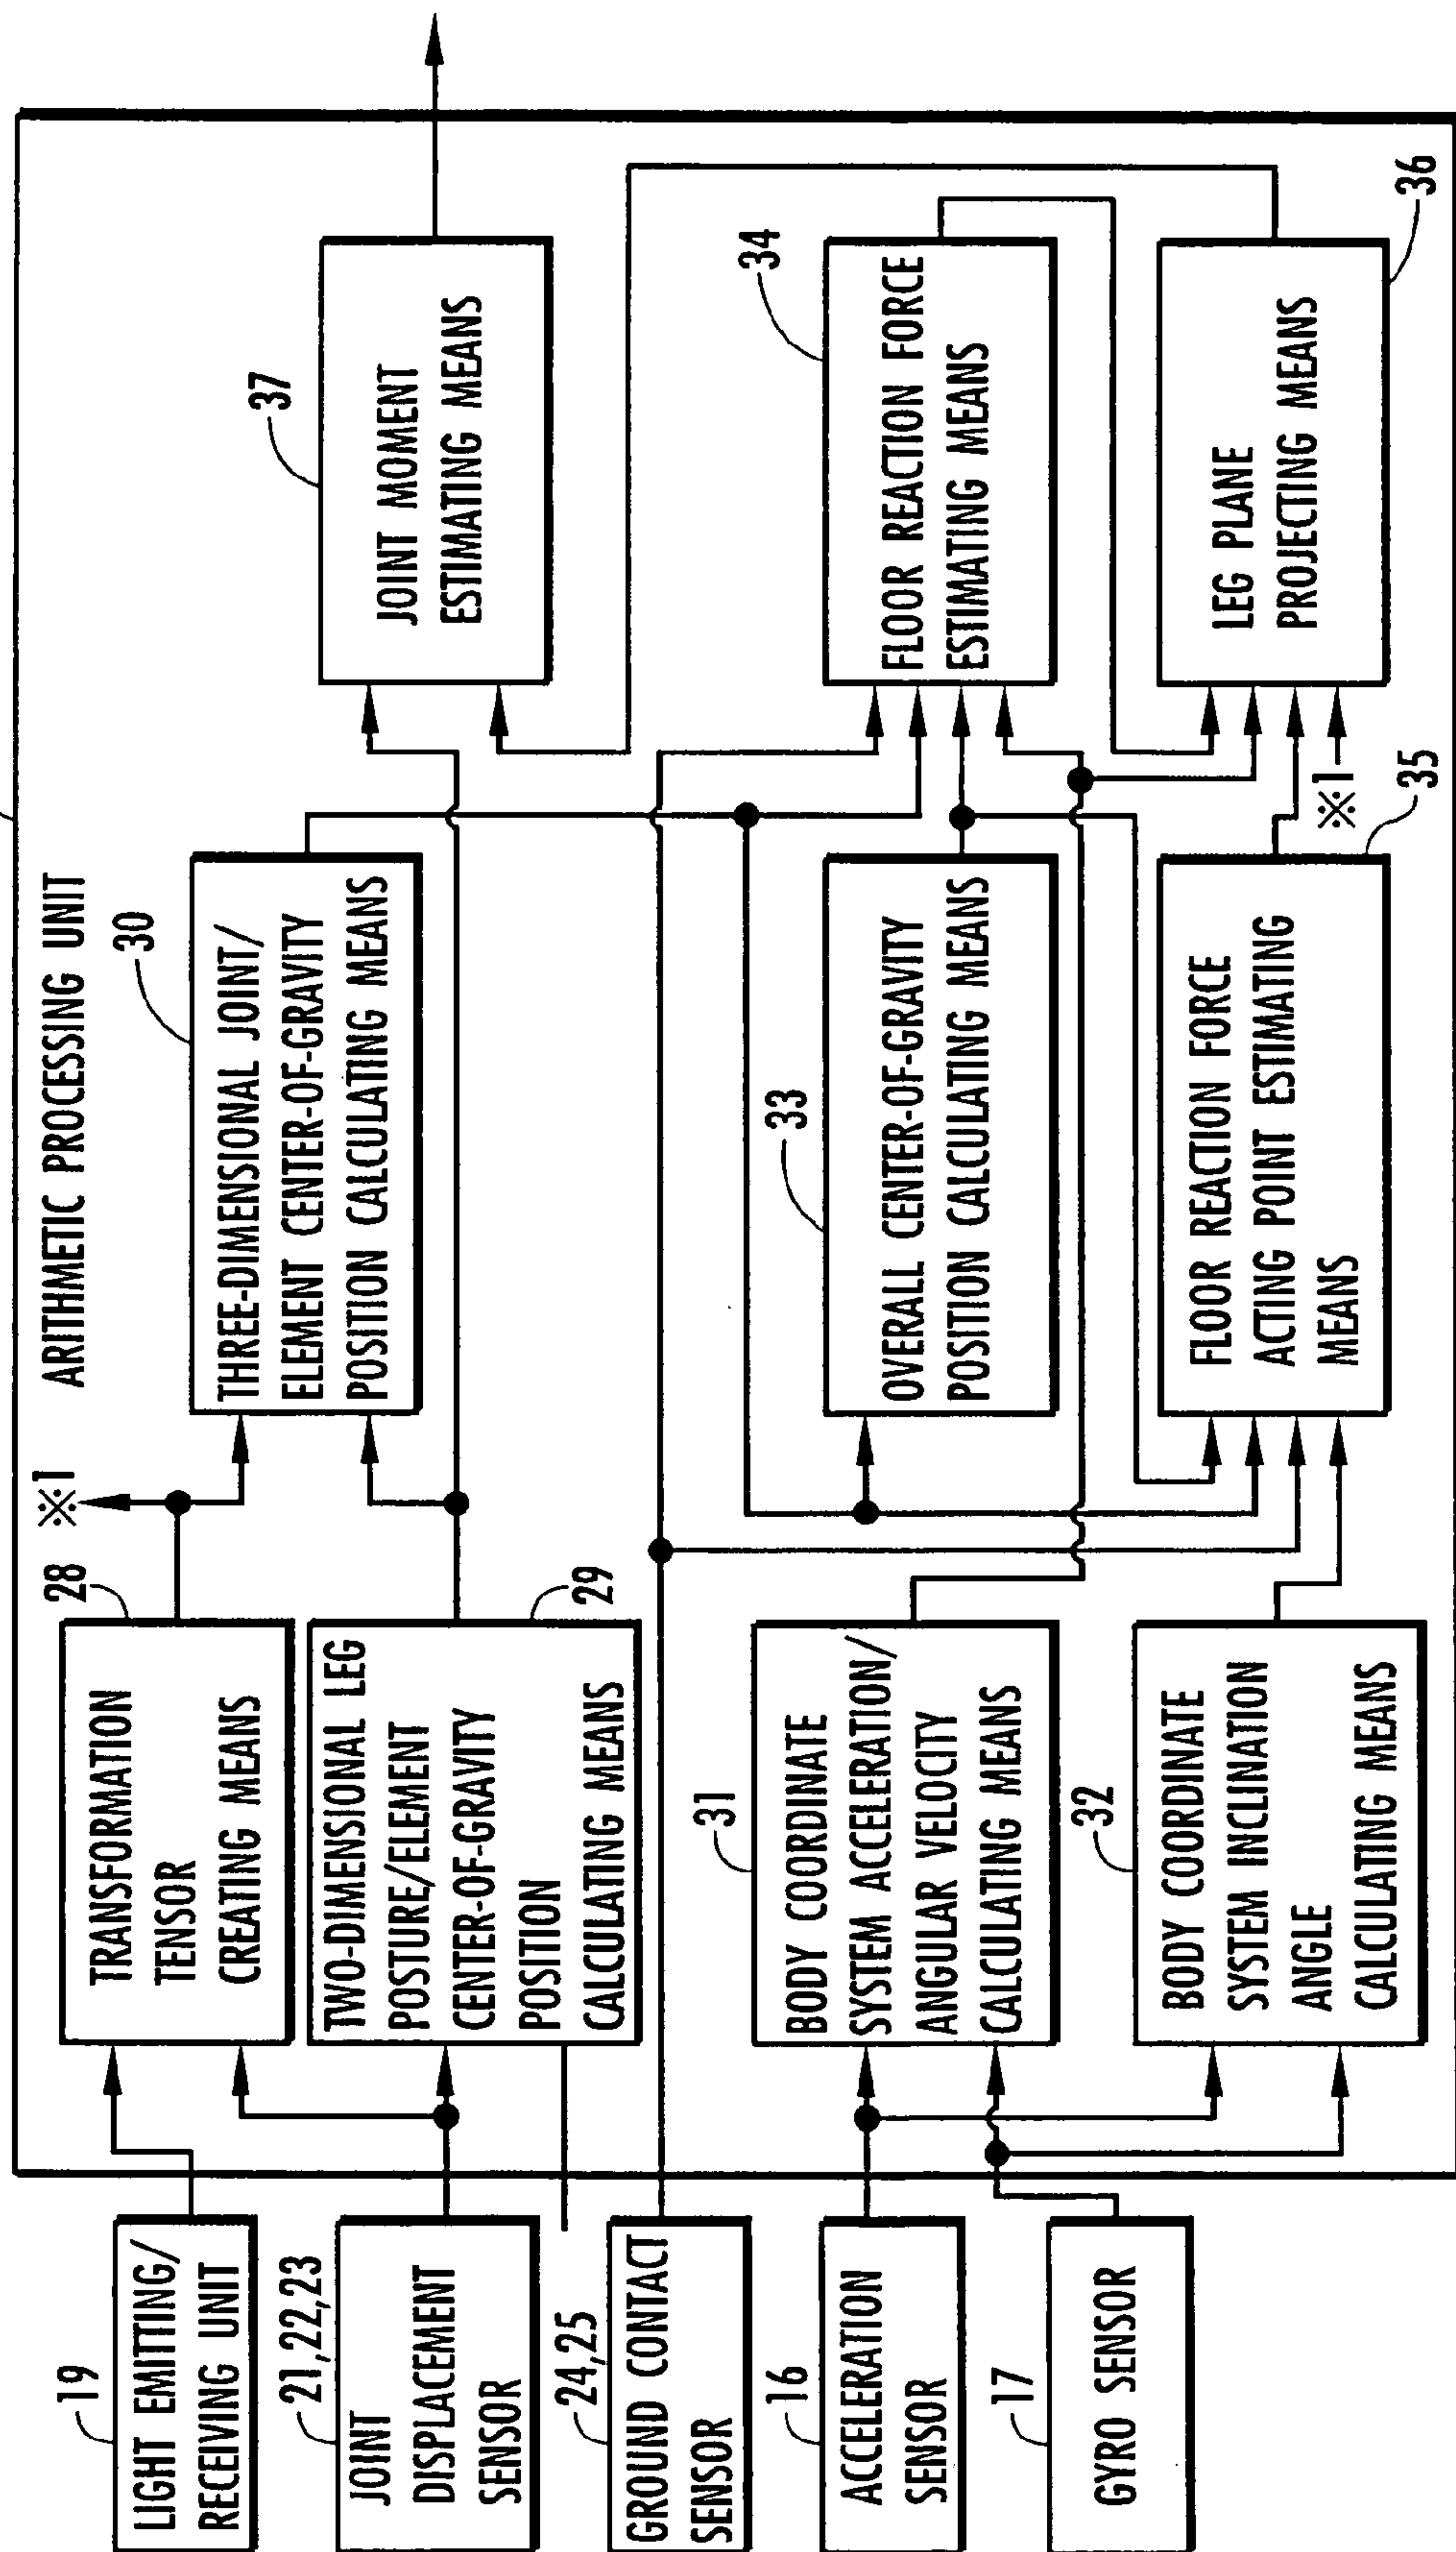 ARITHMETIC PROCESSING UNIT
19
LIGHT EMITTING/
RECEIVING UNIT
21,22,23
JOINT
DISPLACEMENT
SENSOR
24,25
GROUND CONTACT
SENSOR
16
ACCELERATION
SENSOR
17
GYRO SENSOR
28
TRANSFORMATION
TENSOR
CREATING MEANS
29
TWO-DIMENSIONAL LEG
POSTURE/ELEMENT
CENTER-OF-GRAVITY
POSITION
CALCULATING MEANS
31
BODY COORDINATE
SYSTEM ACCELERATION/
ANGULAR VELOCITY
CALCULATING MEANS
32
BODY COORDINATE
SYSTEM INCLINATION
ANGLE
CALCULATING MEANS
※1
30
THREE-DIMENSIONAL JOINT/
ELEMENT CENTER-OF-GRAVITY
POSITION CALCULATING MEANS
33
OVERALL CENTER-OF-GRAVITY
POSITION CALCULATING MEANS
35
FLOOR REACTION FORCE
ACTING POINT ESTIMATING
MEANS
※1
37
JOINT MOMENT
ESTIMATING MEANS
34
FLOOR REACTION FORCE
ESTIMATING MEANS
36
LEG PLANE
PROJECTING MEANS